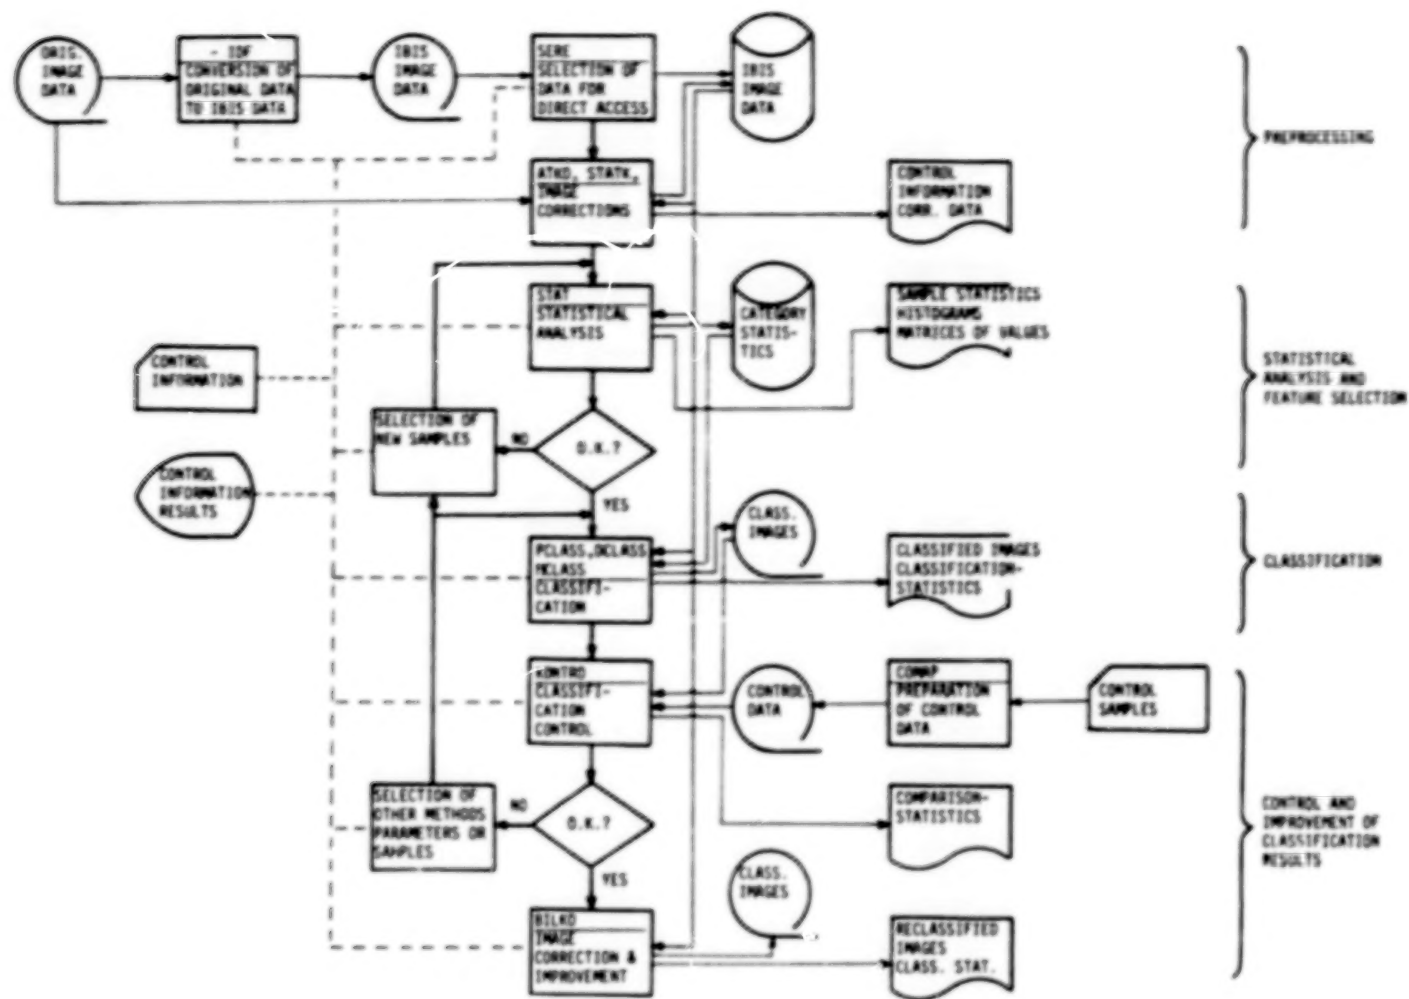 ORIG.
IMAGE
DATA
- IDF
CONVERSION OF
ORIGINAL DATA
TO IBIS DATA
IBIS
IMAGE
DATA
SERE
SELECTION OF
DATA FOR
DIRECT ACCESS
IBIS
IMAGE
DATA
PREPROCESSING
ATKO, STATK,
IMAGE
CORRECTIONS
CONTROL
INFORMATION
CORR. DATA
STAT
STATISTICAL
ANALYSIS
CATEGORY
STATIS-
TICS
SAMPLE STATISTICS
HISTOGRAMS
MATRICES OF VALUES
STATISTICAL
ANALYSIS AND
FEATURE SELECTION
CONTROL
INFORMATION
SELECTION OF
NEW SAMPLES
NO
O.K.?
YES
CONTROL
INFORMATION
RESULTS
PCLASS, DCLASS
MCLASS
CLASSIFI-
CATION
CLASS.
IMAGES
CLASSIFIED IMAGES
CLASSIFICATION-
STATISTICS
CLASSIFICATION
KONTRO
CLASSIFI-
CATION
CONTROL
CONTROL
DATA
COMAP
PREPARATION
OF CONTROL
DATA
CONTROL
SAMPLES
SELECTION OF
OTHER METHODS
PARAMETERS OR
SAMPLES
NO
O.K.?
YES
COMPARISON-
STATISTICS
CONTROL AND
IMPROVEMENT OF
CLASSIFICATION
RESULTS
BILKO
IMAGE
CORRECTION &
IMPROVEMENT
CLASS.
IMAGES
RECLASSIFIED
IMAGES
CLASS. STAT.